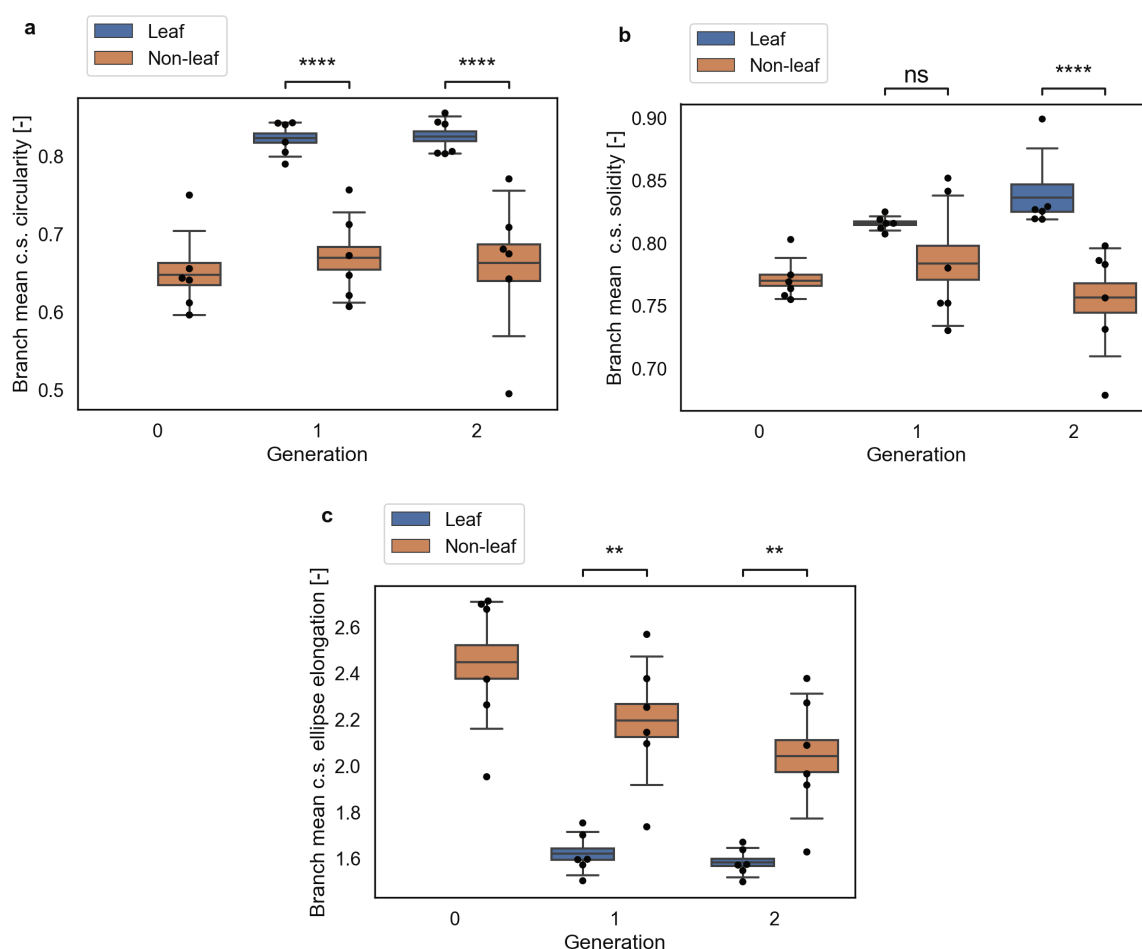 a
Leaf
Non-leaf
****
****
Branch mean c.s. circularity [-]
0.8
0.7
0.6
0.5
0
1
2
Generation
b
Leaf
Non-leaf
ns
****
Branch mean  c.s. solidity [-]
0.90
0.85
0.80
0.75
0.70
0
1
2
Generation
c
Leaf
Non-leaf
**
**
Branch mean c.s. ellipse elongation [-]
2.6
2.4
2.2
2.0
1.8
1.6
0
1
2
Generation